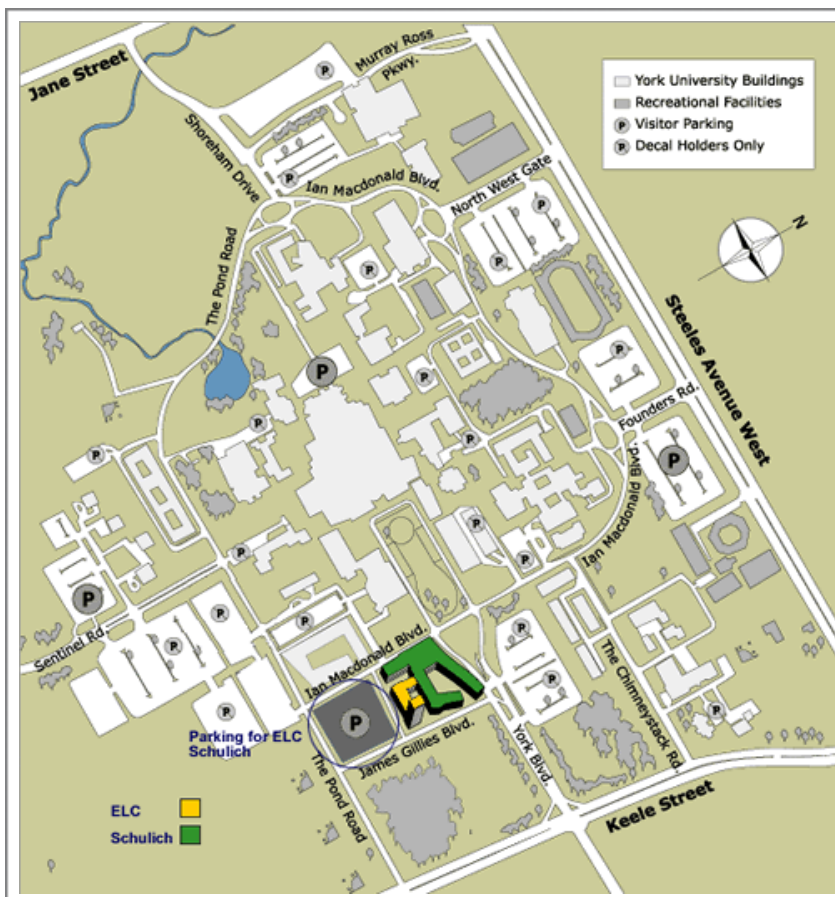 Jane Street
Murray Ross
Pkwy.
P
York University Buildings
Recreational Facilities
P Visitor Parking
P Decal Holders Only
Shoreham Drive
P
Ian Macdonald Blvd.
North West Gate
P
P
N
The Pond Road
P
P
Steeles Avenue West
P
P
P
Founders Rd.
P
P
P
P
Ian Macdonald Blvd.
P
P
P
P
Sentinel Rd.
P
P
P
P
Ian Macdonald Blvd.
P
The Chimneystack Rd.
P
P
P
Parking for ELC
Schulich
P
James Gillies Blvd.
York Blvd.
The Pond Road
Keele Street
ELC
Schulich